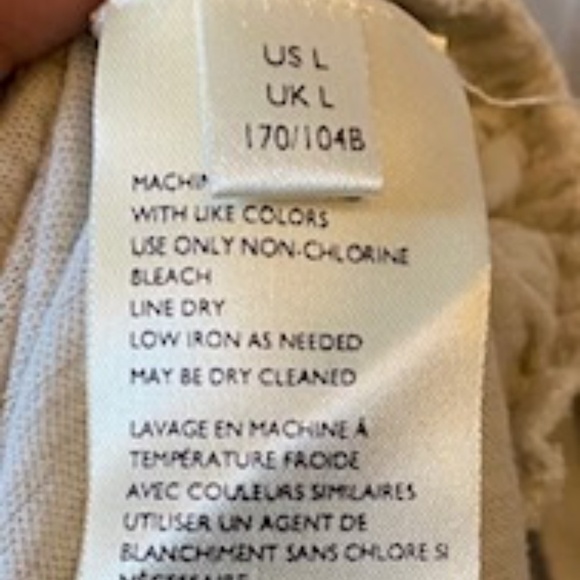 US L
UK L
170/104B
MACHIN
WITH LIKE COLORS
USE ONLY NON-CHLORINE
BLEACH
LINE DRY
LOW IRON AS NEEDED
MAY BE DRY CLEANED
LAVAGE EN MACHINE À
TEMPÉRATURE FROIDE
AVEC COULEURS SIMILAIRES
UTILISER UN AGENT DE
BLANCHIMENT SANS CHLORE SI
NÉCESSAIRE